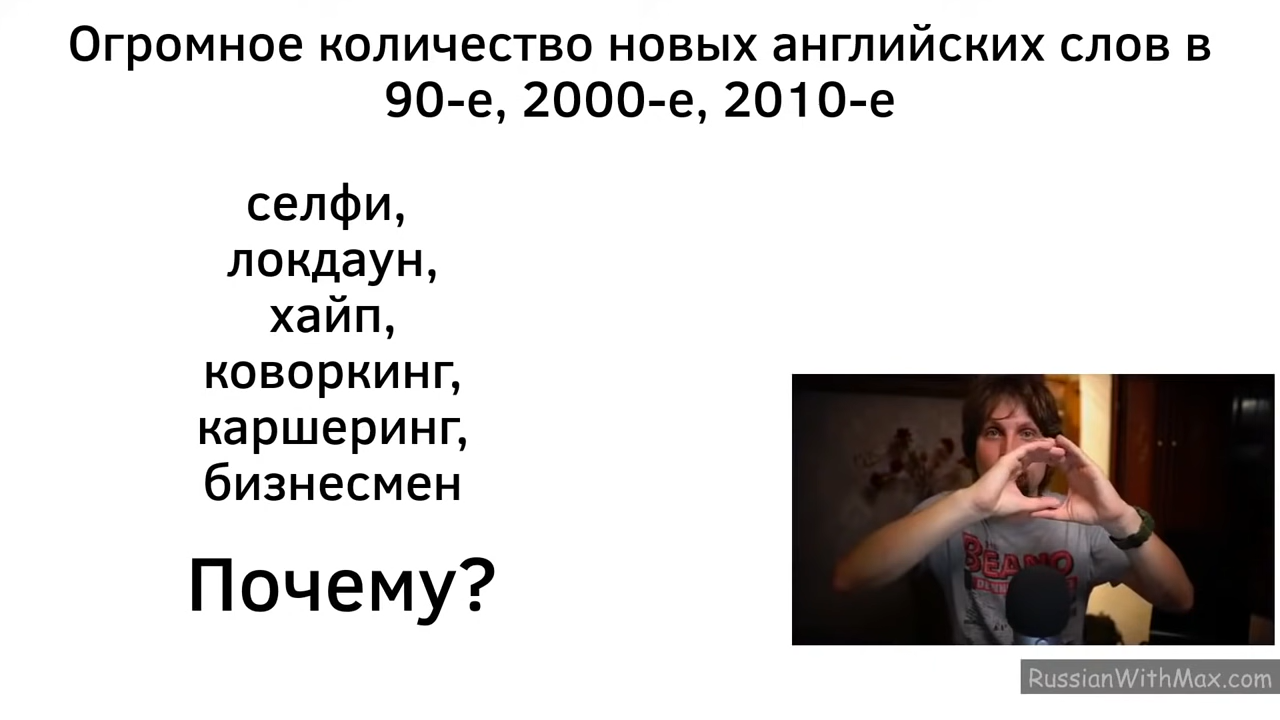 Огромное количество новых английских слов в
90-е, 2000-е, 2010-е
селфи,
локдаун,
хайп,
коворкинг,
каршеринг,
бизнесмен
Почему?
BEANO
RussianWithMax.com